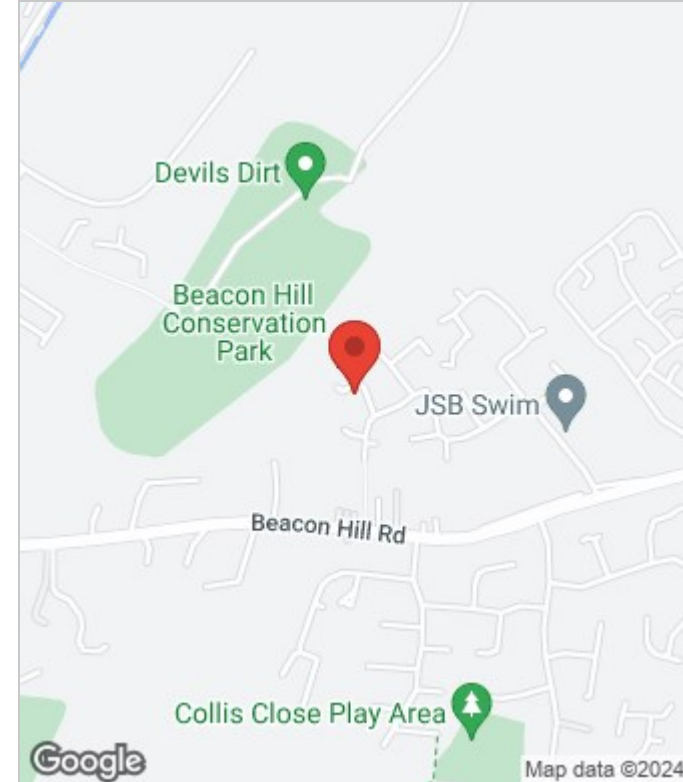 Devils Dirt
Beacon Hill
Conservation
Park
JSB Swim
Beacon Hill Rd
Collis Close Play Area
Google
Map data ©2024